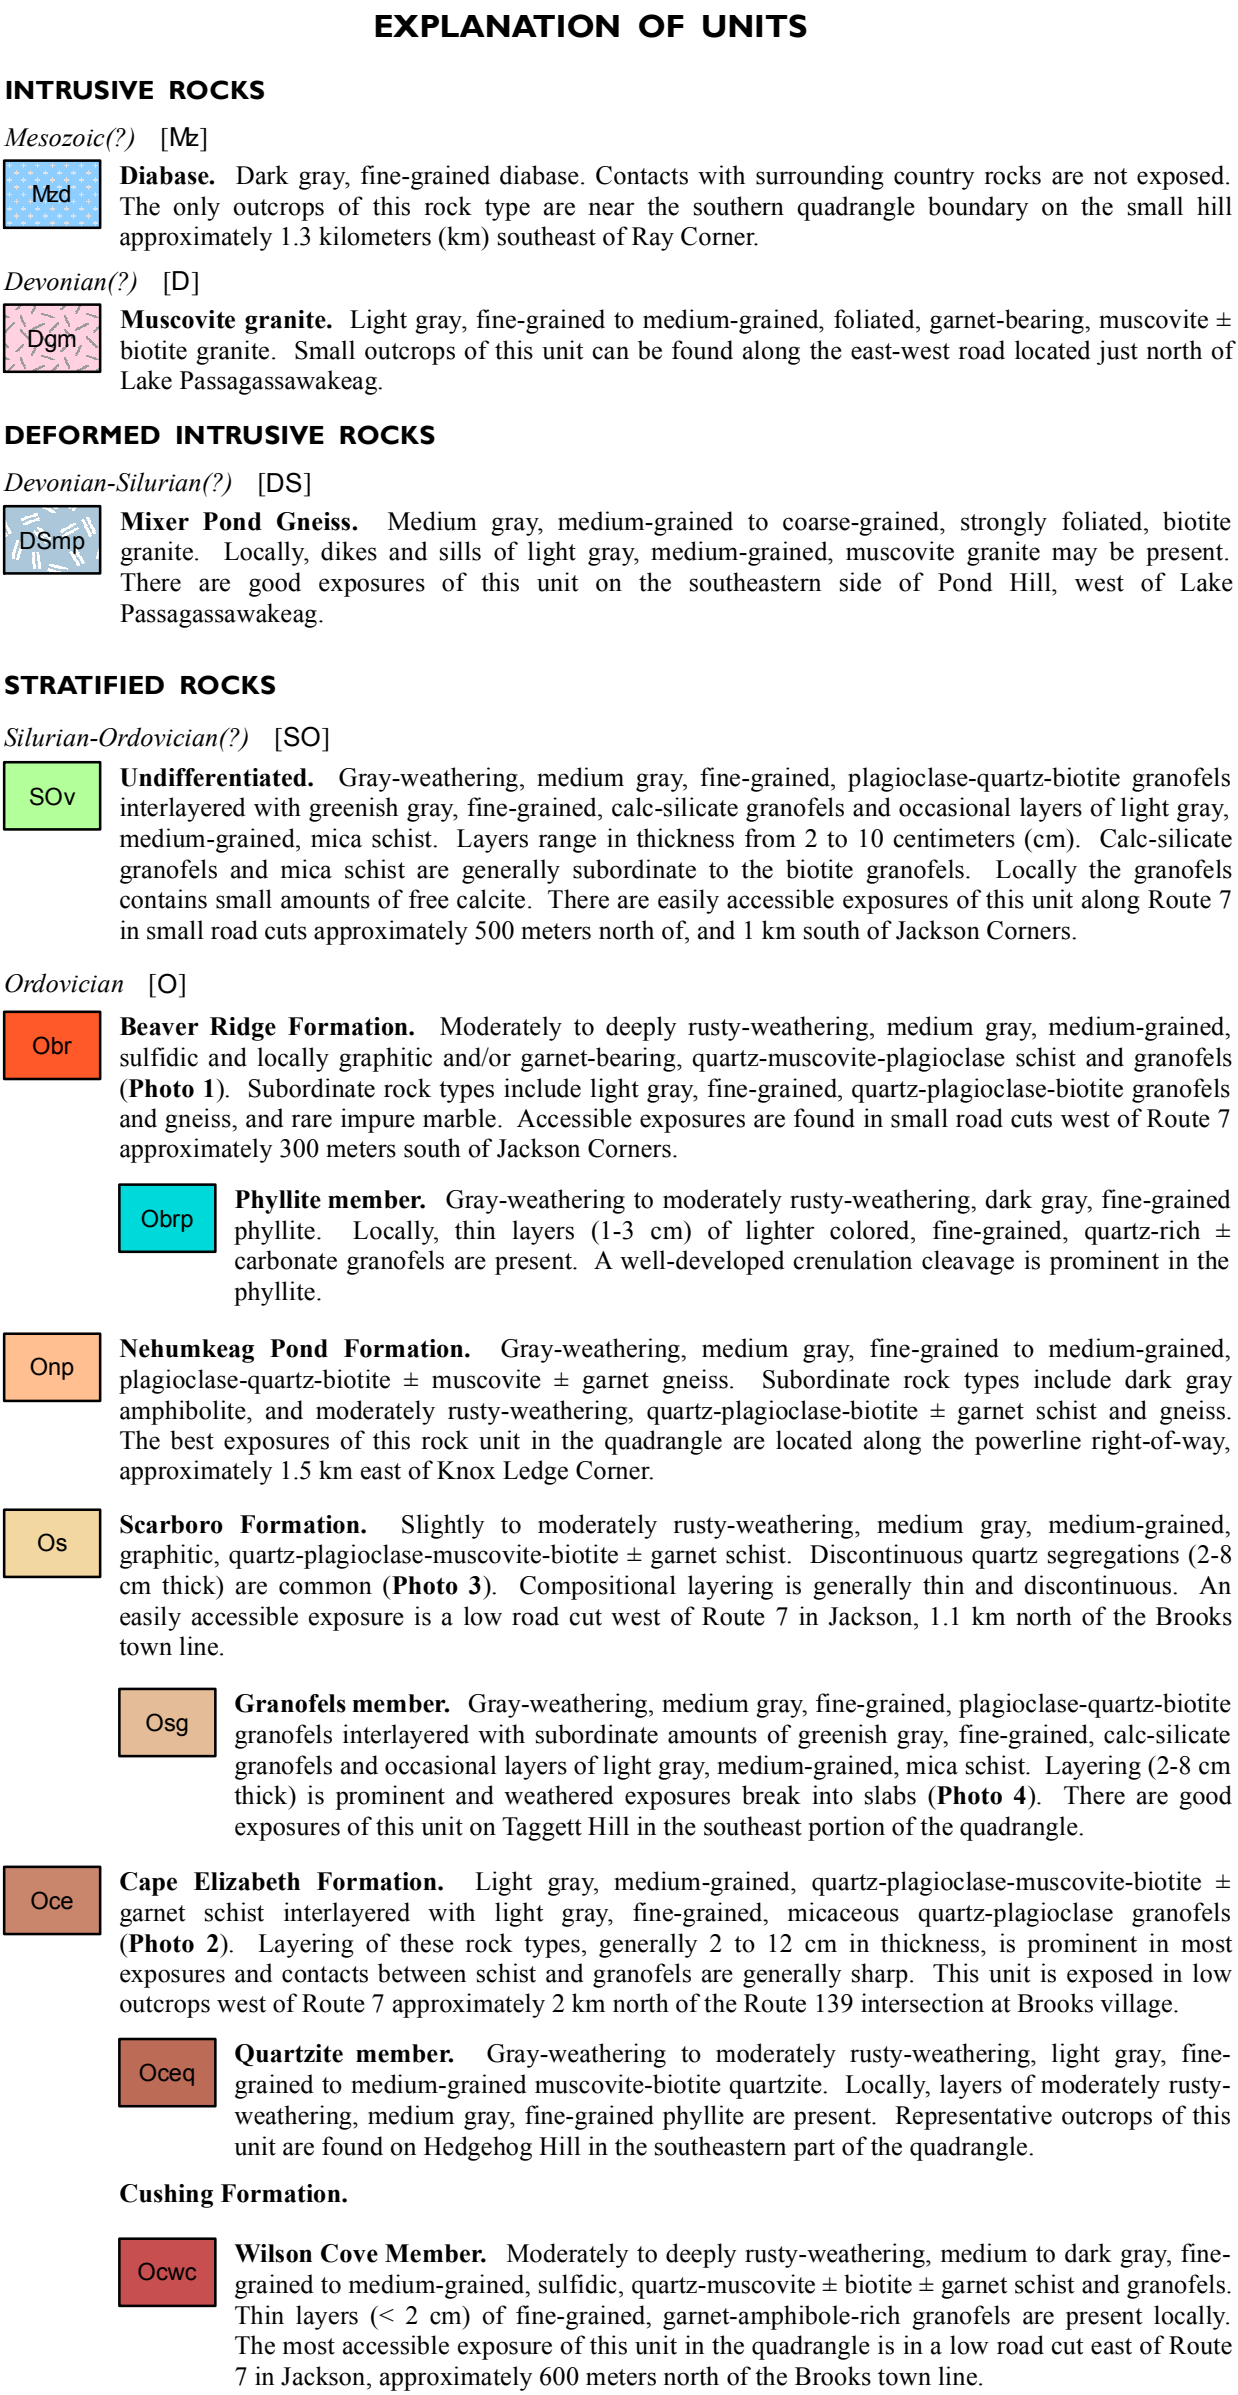 EXPLANATION OF UNITS
INTRUSIVE ROCKS
Mesozoic(?) [Mz]
Mzd
Diabase. Dark gray, fine-grained diabase. Contacts with surrounding country rocks are not exposed.
The only outcrops of this rock type are near the southern quadrangle boundary on the small hill
approximately 1.3 kilometers (km) southeast of Ray Corner.
Devonian(?) [D]
Dgm
Muscovite granite. Light gray, fine-grained to medium-grained, foliated, garnet-bearing, muscovite ±
biotite granite. Small outcrops of this unit can be found along the east-west road located just north of
Lake Passagassawakeag.
DEFORMED INTRUSIVE ROCKS
Devonian-Silurian(?) [DS]
DSmp
Mixer Pond Gneiss. Medium gray, medium-grained to coarse-grained, strongly foliated, biotite
granite. Locally, dikes and sills of light gray, medium-grained, muscovite granite may be present.
There are good exposures of this unit on the southeastern side of Pond Hill, west of Lake
Passagassawakeag.
STRATIFIED ROCKS
Silurian-Ordovician(?) [SO]
SOv
Undifferentiated. Gray-weathering, medium gray, fine-grained, plagioclase-quartz-biotite granofels
interlayered with greenish gray, fine-grained, calc-silicate granofels and occasional layers of light gray,
medium-grained, mica schist. Layers range in thickness from 2 to 10 centimeters (cm). Calc-silicate
granofels and mica schist are generally subordinate to the biotite granofels. Locally the granofels
contains small amounts of free calcite. There are easily accessible exposures of this unit along Route 7
in small road cuts approximately 500 meters north of, and 1 km south of Jackson Corners.
Ordovician [O]
Obr
Beaver Ridge Formation. Moderately to deeply rusty-weathering, medium gray, medium-grained,
sulfidic and locally graphitic and/or garnet-bearing, quartz-muscovite-plagioclase schist and granofels
(Photo 1). Subordinate rock types include light gray, fine-grained, quartz-plagioclase-biotite granofels
and gneiss, and rare impure marble. Accessible exposures are found in small road cuts west of Route 7
approximately 300 meters south of Jackson Corners.
Obrp
Phyllite member. Gray-weathering to moderately rusty-weathering, dark gray, fine-grained
phyllite. Locally, thin layers (1-3 cm) of lighter colored, fine-grained, quartz-rich ±
carbonate granofels are present. A well-developed crenulation cleavage is prominent in the
phyllite.
Onp
Nehumkeag Pond Formation. Gray-weathering, medium gray, fine-grained to medium-grained,
plagioclase-quartz-biotite ± muscovite ± garnet gneiss. Subordinate rock types include dark gray
amphibolite, and moderately rusty-weathering, quartz-plagioclase-biotite ± garnet schist and gneiss.
The best exposures of this rock unit in the quadrangle are located along the powerline right-of-way,
approximately 1.5 km east of Knox Ledge Corner.
Os
Scarboro Formation. Slightly to moderately rusty-weathering, medium gray, medium-grained,
graphitic, quartz-plagioclase-muscovite-biotite ± garnet schist. Discontinuous quartz segregations (2-8
cm thick) are common (Photo 3). Compositional layering is generally thin and discontinuous. An
easily accessible exposure is a low road cut west of Route 7 in Jackson, 1.1 km north of the Brooks
town line.
Osg
Granofels member. Gray-weathering, medium gray, fine-grained, plagioclase-quartz-biotite
granofels interlayered with subordinate amounts of greenish gray, fine-grained, calc-silicate
granofels and occasional layers of light gray, medium-grained, mica schist. Layering (2-8 cm
thick) is prominent and weathered exposures break into slabs (Photo 4). There are good
exposures of this unit on Taggett Hill in the southeast portion of the quadrangle.
Oce
Cape Elizabeth Formation. Light gray, medium-grained, quartz-plagioclase-muscovite-biotite ±
garnet schist interlayered with light gray, fine-grained, micaceous quartz-plagioclase granofels
(Photo 2). Layering of these rock types, generally 2 to 12 cm in thickness, is prominent in most
exposures and contacts between schist and granofels are generally sharp. This unit is exposed in low
outcrops west of Route 7 approximately 2 km north of the Route 139 intersection at Brooks village.
Oceq
Quartzite member. Gray-weathering to moderately rusty-weathering, light gray, fine-
grained to medium-grained muscovite-biotite quartzite. Locally, layers of moderately rusty-
weathering, medium gray, fine-grained phyllite are present. Representative outcrops of this
unit are found on Hedgehog Hill in the southeastern part of the quadrangle.
Cushing Formation.
Ocwc
Wilson Cove Member. Moderately to deeply rusty-weathering, medium to dark gray, fine-
grained to medium-grained, sulfidic, quartz-muscovite ± biotite ± garnet schist and granofels.
Thin layers (< 2 cm) of fine-grained, garnet-amphibole-rich granofels are present locally.
The most accessible exposure of this unit in the quadrangle is in a low road cut east of Route
7 in Jackson, approximately 600 meters north of the Brooks town line.